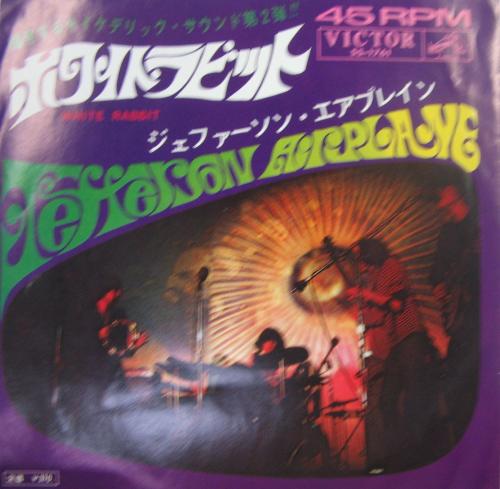 サイケデリック・サウンド第2弾!!
45 RPM
VICTOR
ホワイト・ラビット
WHITE RABBIT
ジェファーソン・エアプレイン
JEFFERSON AIRPLANE